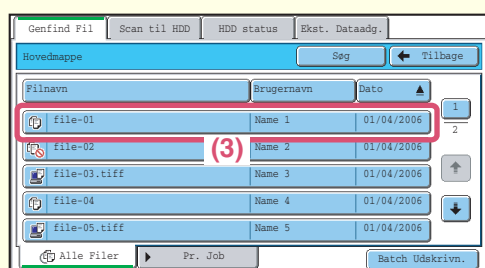 Genfind Fil Scan til HDD HDD status Ekst. Dataadg.
Hovedmappe Søg Tilbage
Filnavn Brugernavn Dato
file-01 Name 1 01/04/2006 1
file-02 Name 2 01/04/2006 2
(3)
file-03.tiff Name 3 01/04/2006
file-04 Name 4 01/04/2006
file-05.tiff Name 5 01/04/2006
Alle Filer Pr. Job Batch Udskrivn.